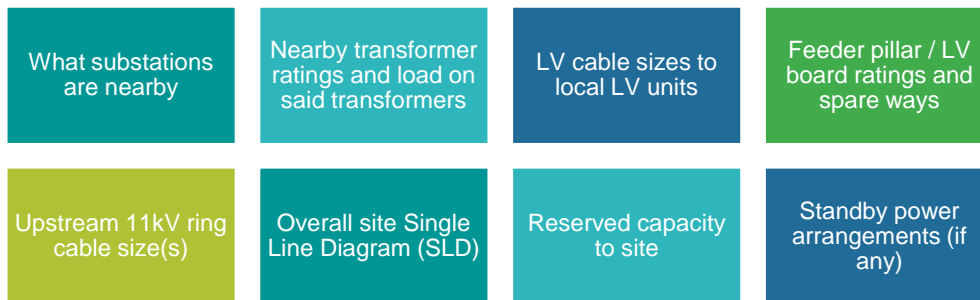 What substations
are nearby
Nearby transformer
ratings and load on
said transformers
LV cable sizes to
local LV units
Feeder pillar / LV
board ratings and
spare ways
Upstream 11kV ring
cable size(s)
Overall site Single
Line Diagram (SLD)
Reserved capacity
to site
Standby power
arrangements (if
any)